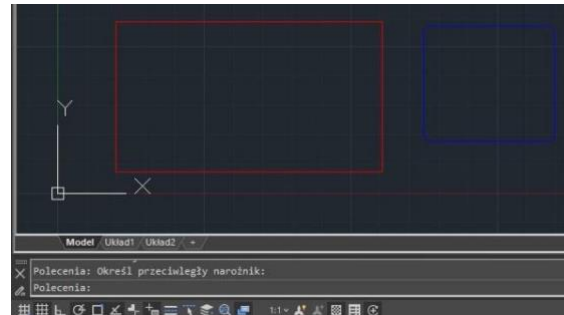 Y
X
Model Układ1 Układ2 +
Polecenia: Określ przeciwległy narożnik:
Polecenia:
1:1